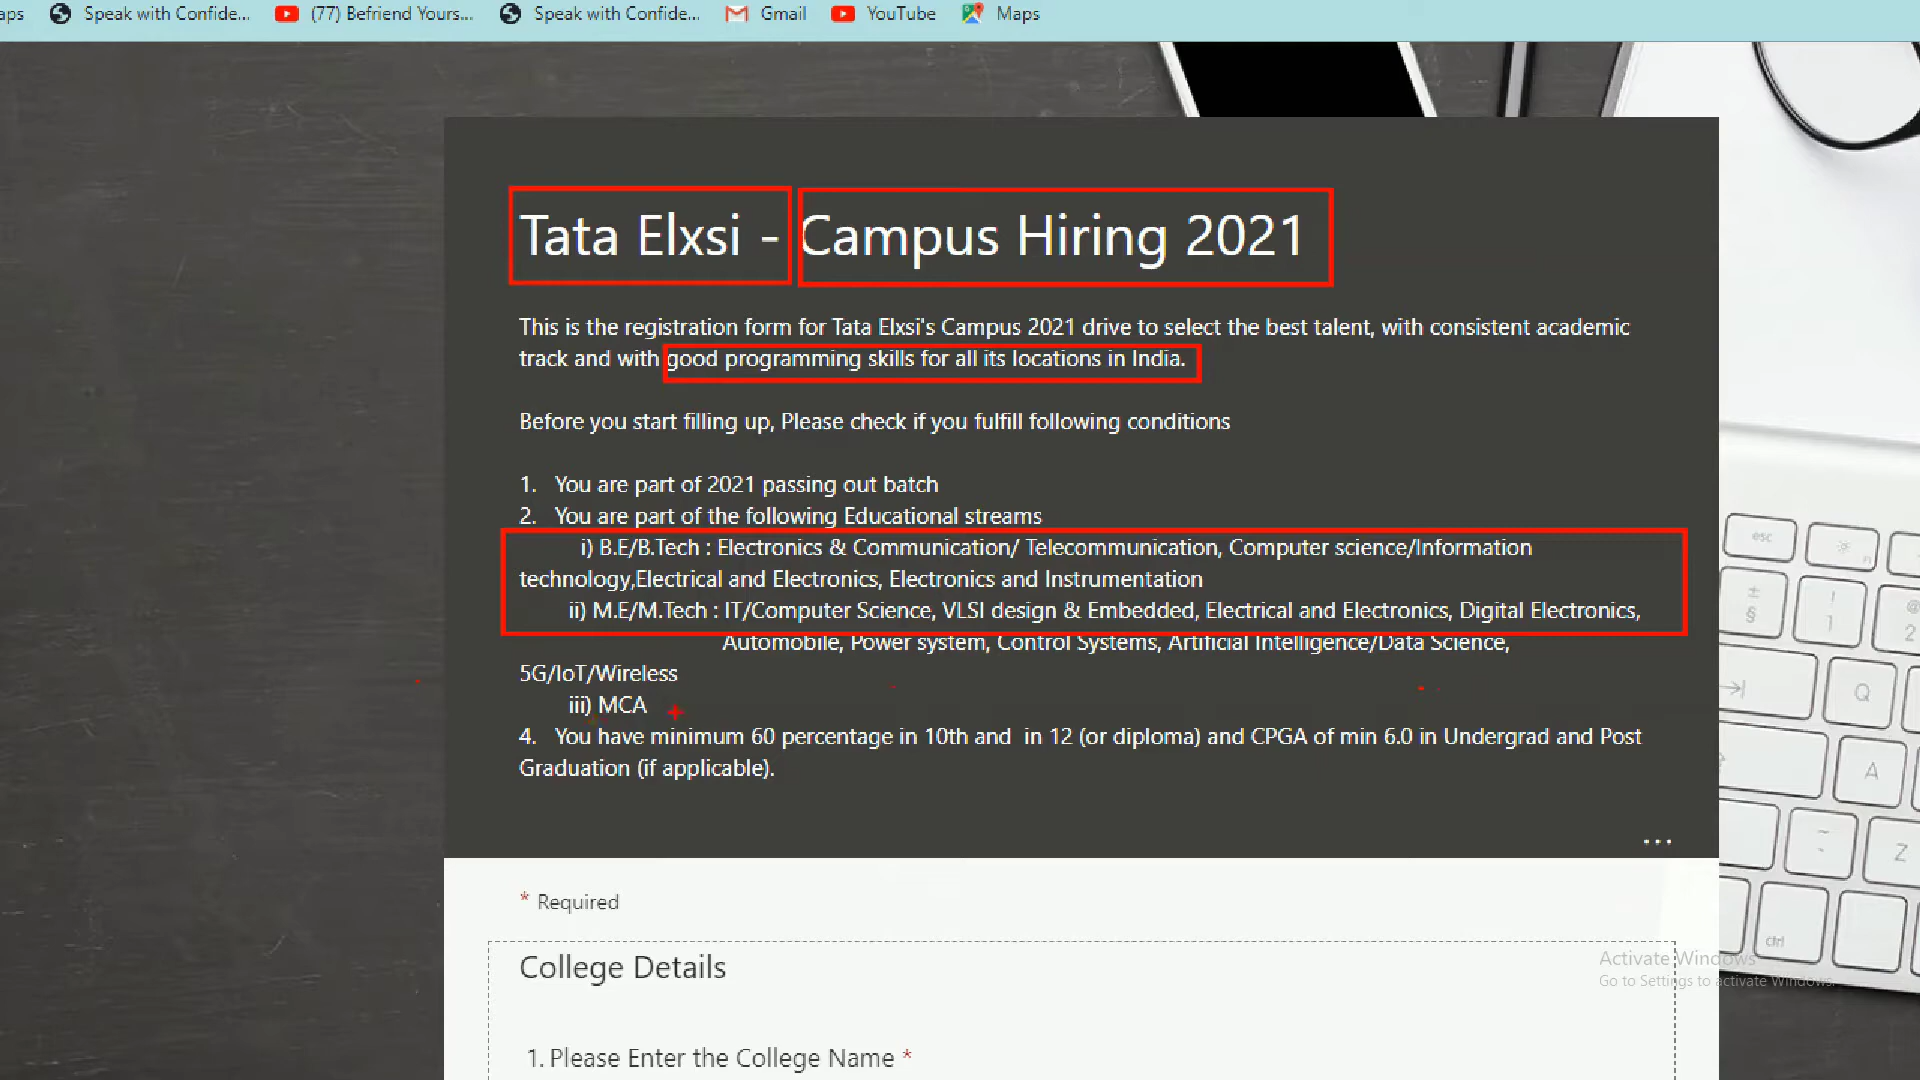 aps Speak with Confide... (77) Befriend Yours... Speak with Confide... Gmail YouTube Maps
Tata Elxsi - Campus Hiring 2021
This is the registration form for Tata Elxsi's Campus 2021 drive to select the best talent, with consistent academic
track and with good programming skills for all its locations in India.
Before you start filling up, Please check if you fulfill following conditions
1. You are part of 2021 passing out batch
2. You are part of the following Educational streams
i) B.E/B.Tech : Electronics & Communication/ Telecommunication, Computer science/Information
technology,Electrical and Electronics, Electronics and Instrumentation
ii) M.E/M.Tech : IT/Computer Science, VLSI design & Embedded, Electrical and Electronics, Digital Electronics,
Automobile, Power system, Control Systems, Artificial Intelligence/Data Science,
5G/IoT/Wireless
iii) MCA
4. You have minimum 60 percentage in 10th and in 12 (or diploma) and CPGA of min 6.0 in Undergrad and Post
Graduation (if applicable).
...
* Required
College Details
1. Please Enter the College Name *
Activate Windows
Go to Settings to activate Windows.
esc
±
§
!
1
@
2
Q
A
Z
ctrl